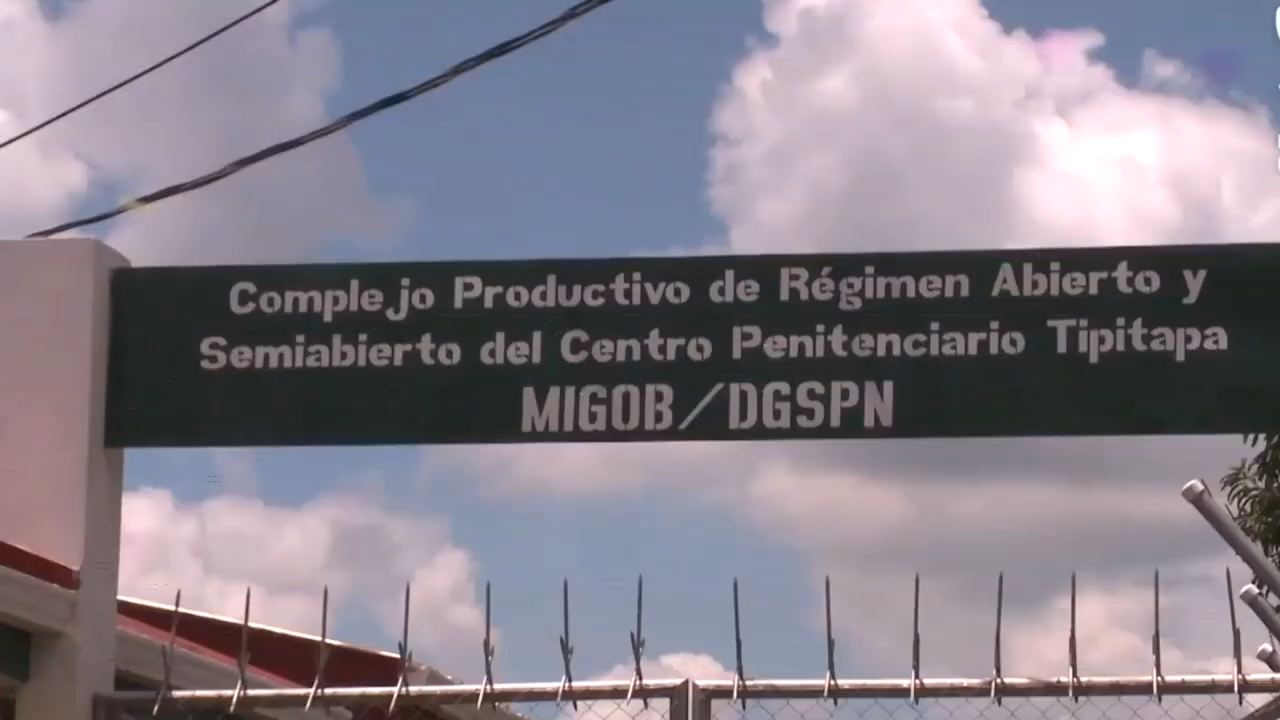 Complejo Productivo de Régimen Abierto y
Semiabierto del Centro Penitenciario Tipitapa
MIGOB/DGSPN